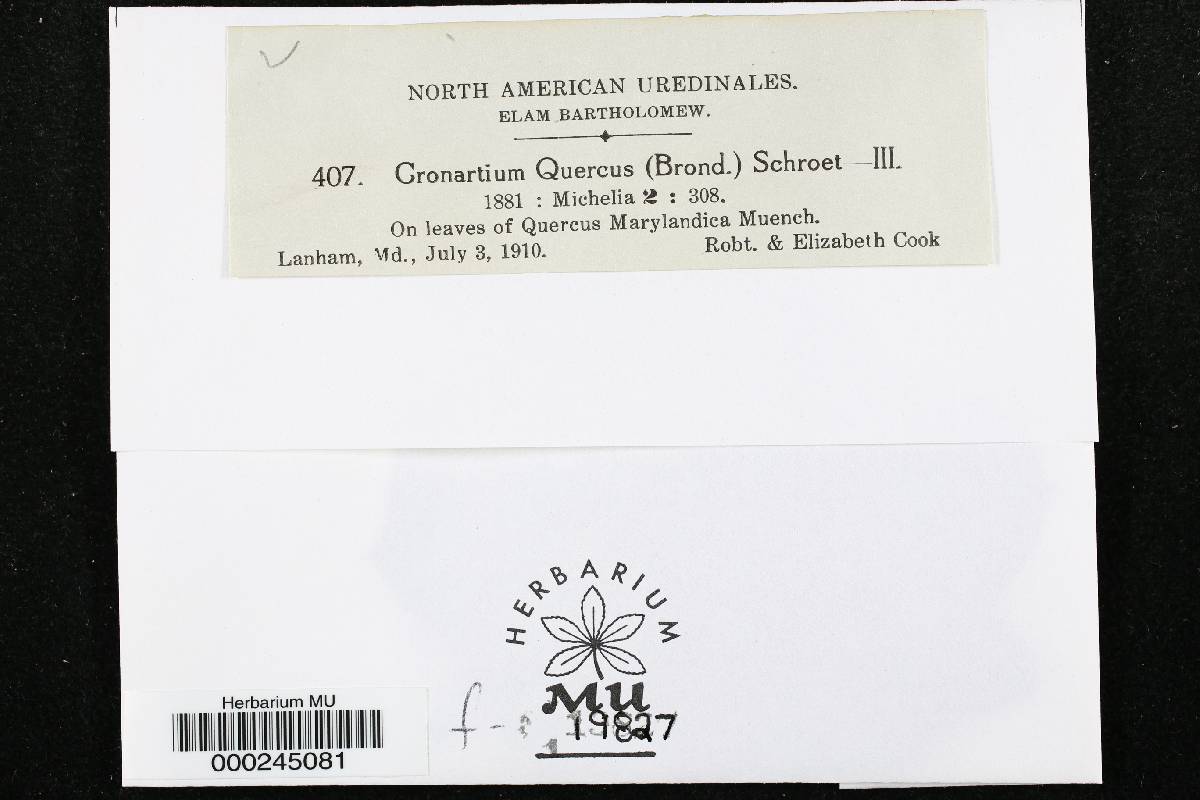 NORTH AMERICAN UREDINALES.
ELAM BARTHOLOMEW.
407. Cronartium Quercus (Brond.) Schroet —III.
1881 : Michelia 2 : 308.
On leaves of Quercus Marylandica Muench.
Lanham, Md., July 3, 1910. Robt. & Elizabeth Cook
HERBARIUM
MU
f- 19827
Herbarium MU
000245081